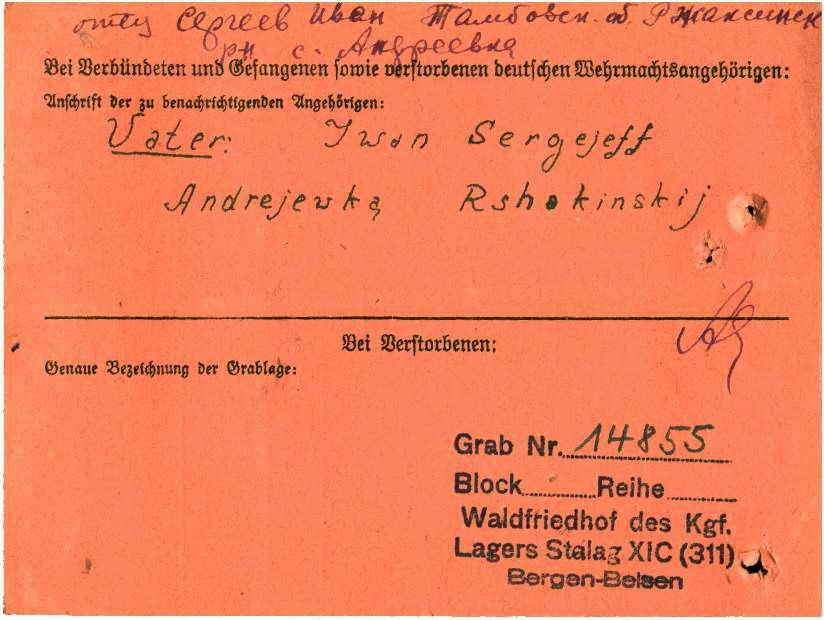 отец Сергеев Иван Тамбовск. об. Ржаксинск
рн с. Андреевка
Bei Verbündeten und Gefangenen sowie verstorbenen deutschen Wehrmachtsangehörigen:
Anschrift der zu benachrichtigenden Angehörigen:
Vater: Iwan Sergejeff
Andrejewka Rshakinskij
Bei Verstorbenen:
Genaue Bezeichnung der Grablage:
Grab Nr. 14855
Block Reihe
Waldfriedhof des Kgf.
Lagers Stalag XIC (311)
Bergen-Belsen